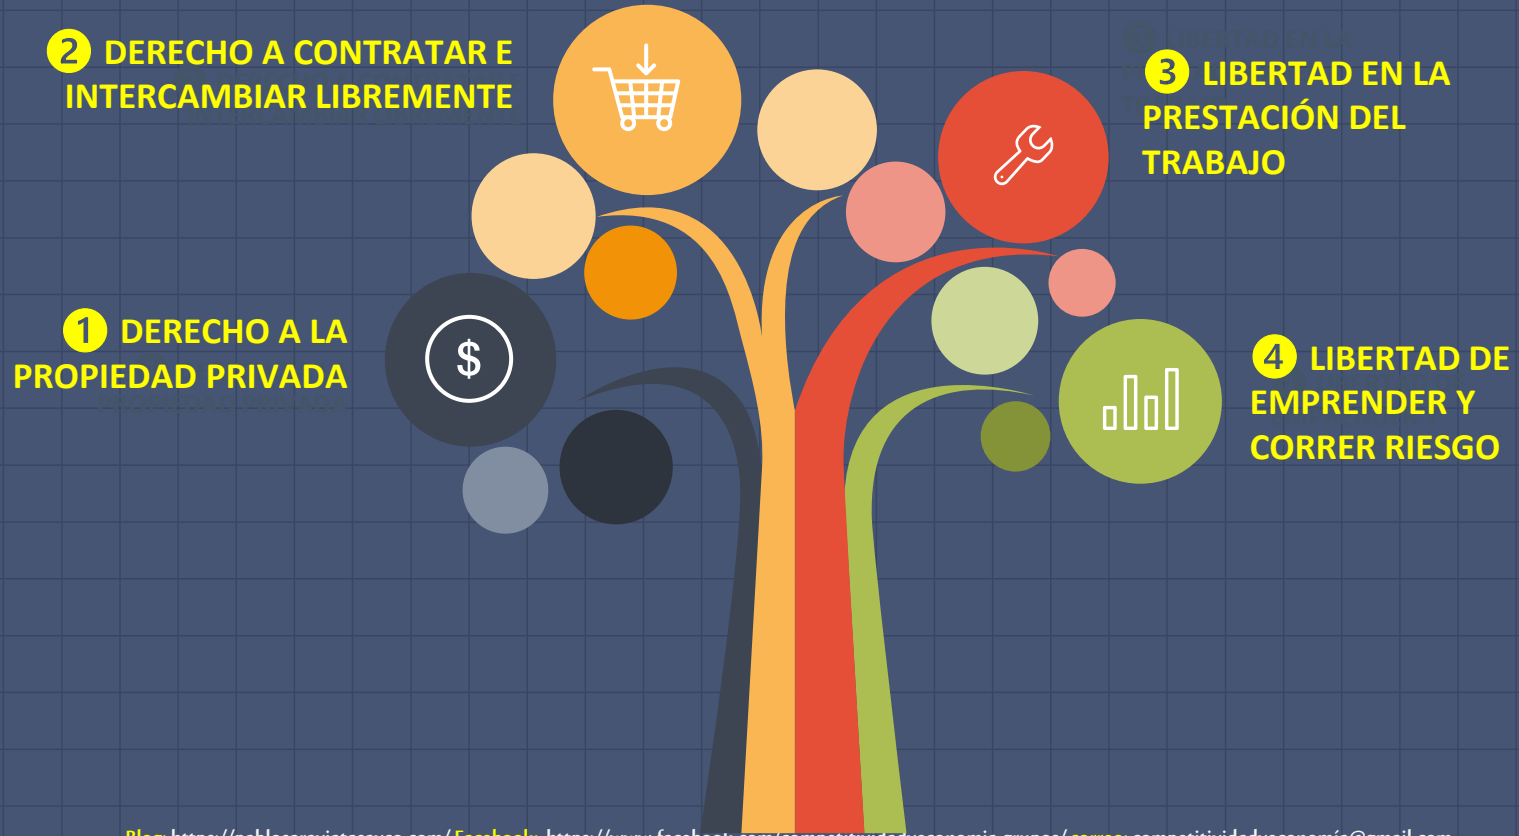 2 DERECHO A CONTRATAR E
INTERCAMBIAR LIBREMENTE
3 LIBERTAD EN LA
PRESTACIÓN DEL
TRABAJO
1 DERECHO A LA
PROPIEDAD PRIVADA
$
4 LIBERTAD DE
EMPRENDER Y
CORRER RIESGO